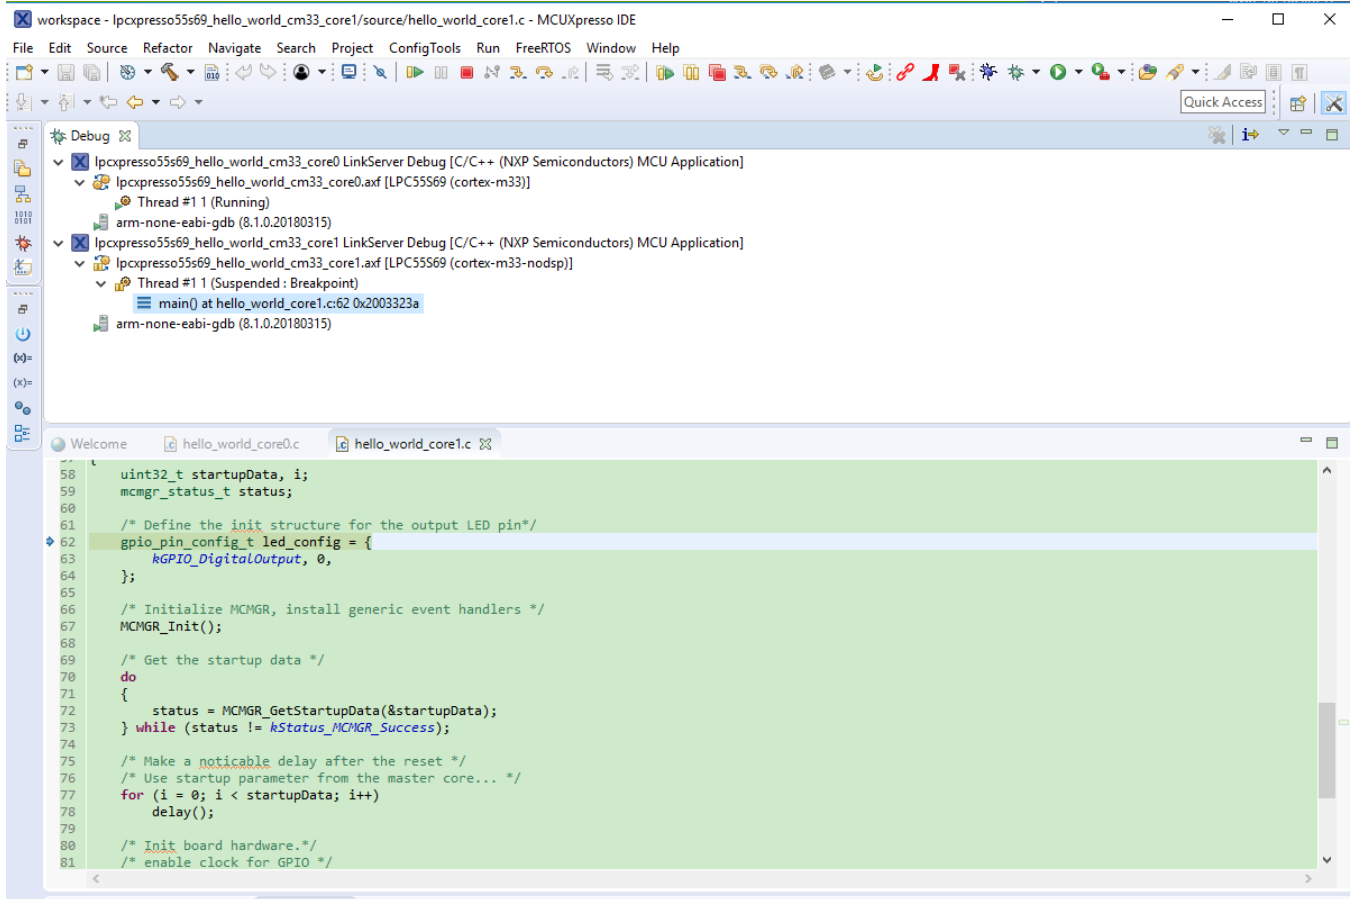 workspace - lpcxpresso55s69_hello_world_cm33_core1/source/hello_world_core1.c - MCUXpresso IDE
File Edit Source Refactor Navigate Search Project ConfigTools Run FreeRTOS Window Help
Quick Access
Debug
lpcxpresso55s69_hello_world_cm33_core0 LinkServer Debug [C/C++ (NXP Semiconductors) MCU Application]
lpcxpresso55s69_hello_world_cm33_core0.axf [LPC55S69 (cortex-m33)]
Thread #1 1 (Running)
arm-none-eabi-gdb (8.1.0.20180315)
lpcxpresso55s69_hello_world_cm33_core1 LinkServer Debug [C/C++ (NXP Semiconductors) MCU Application]
lpcxpresso55s69_hello_world_cm33_core1.axf [LPC55S69 (cortex-m33-nodsp)]
Thread #1 1 (Suspended : Breakpoint)
main() at hello_world_core1.c:62 0x2003323a
arm-none-eabi-gdb (8.1.0.20180315)
Welcome hello_world_core0.c hello_world_core1.c
57 {
58 uint32_t startupData, i;
59 mcmgr_status_t status;
60
61 /* Define the init structure for the output LED pin*/
62 gpio_pin_config_t led_config = {
63 kGPIO_DigitalOutput, 0,
64 };
65
66 /* Initialize MCMGR, install generic event handlers */
67 MCMGR_Init();
68
69 /* Get the startup data */
70 do
71 {
72 status = MCMGR_GetStartupData(&startupData);
73 } while (status != kStatus_MCMGR_Success);
74
75 /* Make a noticable delay after the reset */
76 /* Use startup parameter from the master core... */
77 for (i = 0; i < startupData; i++)
78 delay();
79
80 /* Init board hardware.*/
81 /* enable clock for GPIO */